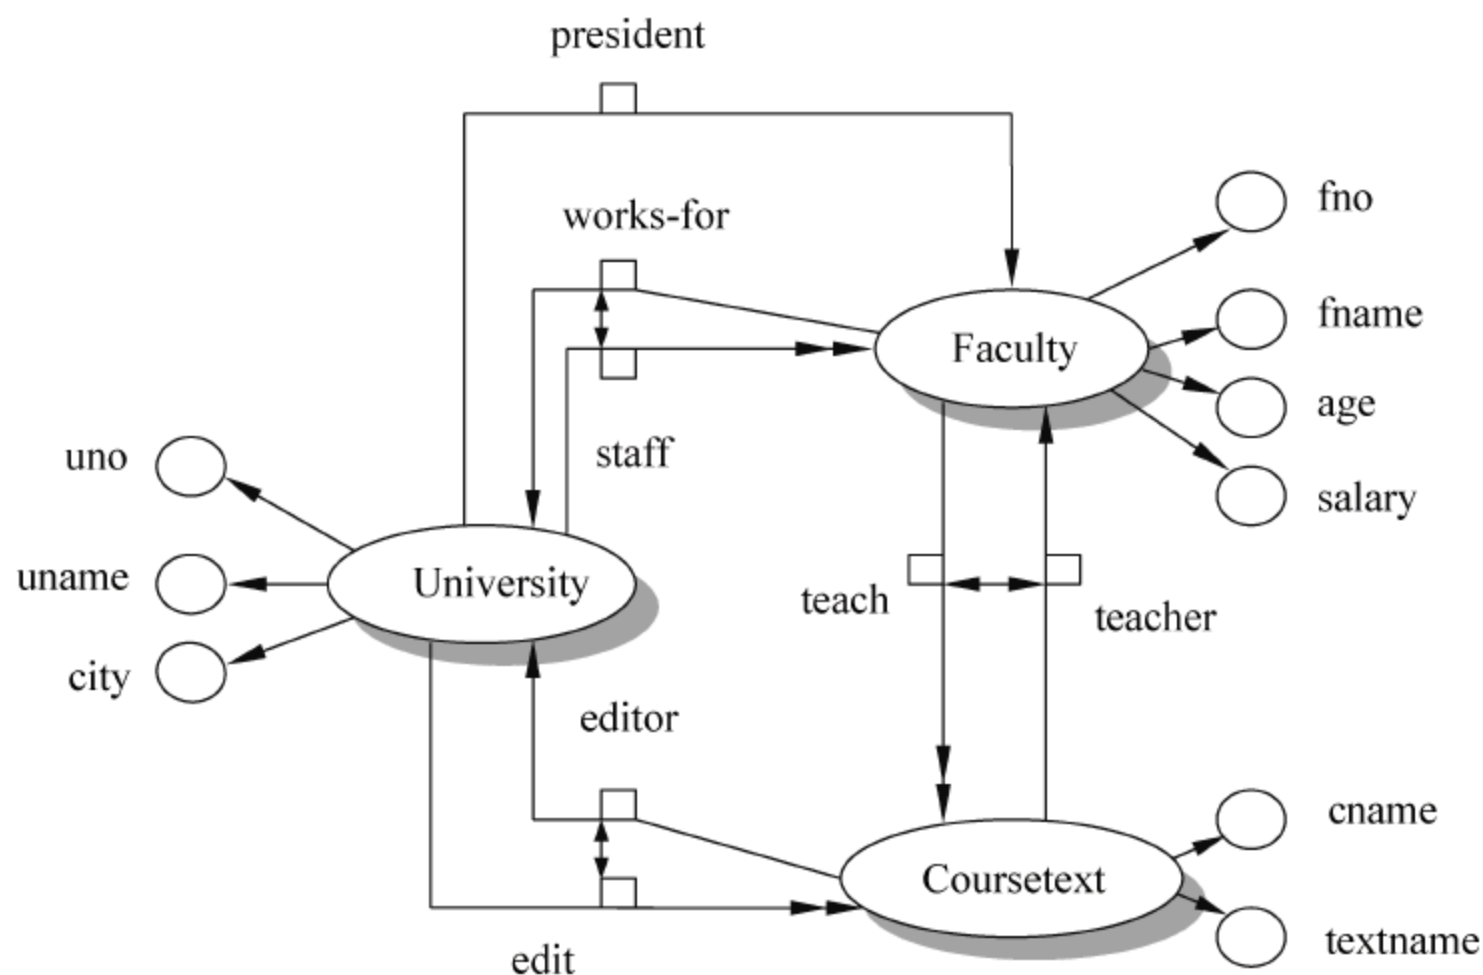 president
works-for
fno
fname
Faculty
age
staff
uno
salary
uname
University
teach
teacher
city
editor
cname
Coursetext
textname
edit